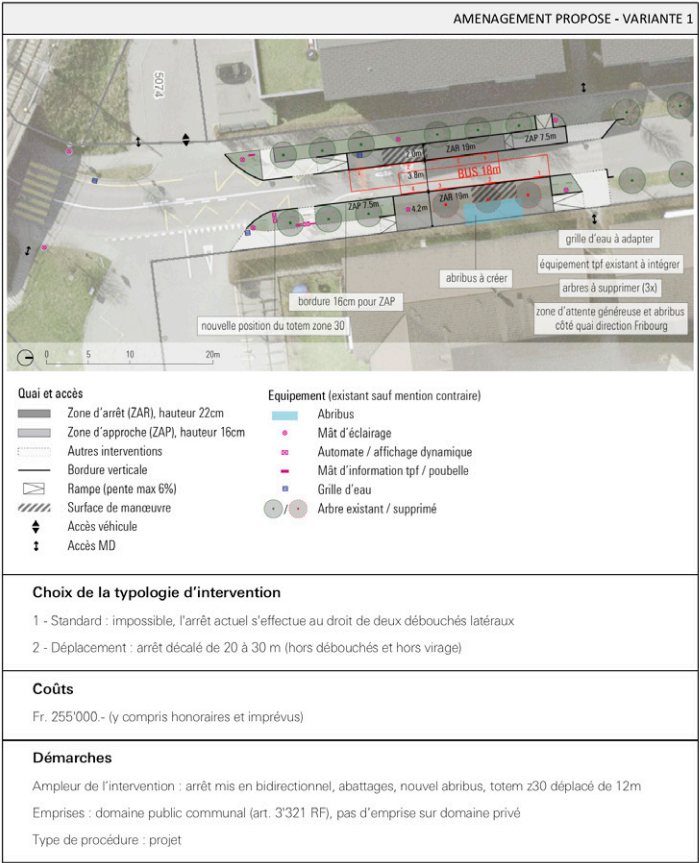 AMENAGEMENT PROPOSE - VARIANTE 1
5074
ZAR 19m
ZAP 7.5m
2.0m
3.8m
BUS 18m
ZAP 7.5m
4.2m
ZAR 19m
grille d'eau à adapter
équipement tpf existant à intégrer
abribus à créer
arbres à supprimer (3x)
bordure 16cm pour ZAP
zone d'attente généreuse et abribus
côté quai direction Fribourg
nouvelle position du totem zone 30
0 5 10 20m
Quai et accès
Zone d'arrêt (ZAR), hauteur 22cm
Zone d'approche (ZAP), hauteur 16cm
Autres interventions
Bordure verticale
Rampe (pente max 6%)
Surface de manœuvre
Accès véhicule
Accès MD
Equipement (existant sauf mention contraire)
Abribus
Mât d'éclairage
Automate / affichage dynamique
Mât d'information tpf / poubelle
Grille d'eau
Arbre existant / supprimé
Choix de la typologie d'intervention
1 - Standard : impossible, l'arrêt actuel s'effectue au droit de deux débouchés latéraux
2 - Déplacement : arrêt décalé de 20 à 30 m (hors débouchés et hors virage)
Coûts
Fr. 255'000.- (y compris honoraires et imprévus)
Démarches
Ampleur de l'intervention : arrêt mis en bidirectionnel, abattages, nouvel abribus, totem z30 déplacé de 12m
Emprises : domaine public communal (art. 3'321 RF), pas d'emprise sur domaine privé
Type de procédure : projet